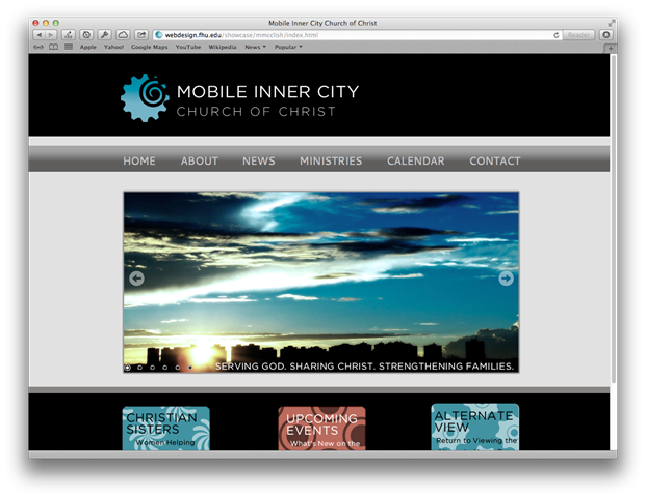 Mobile Inner City Church of Christ
webdesign.fhu.edu/showcase/mmcclish/index.html
Reader
Apple Yahoo! Google Maps YouTube Wikipedia News Popular
MOBILE INNER CITY
CHURCH OF CHRIST
HOME ABOUT NEWS MINISTRIES CALENDAR CONTACT
SERVING GOD. SHARING CHRIST. STRENGTHENING FAMILIES.
CHRISTIAN
SISTERS
Women Helping
UPCOMING
EVENTS
What's New on the
ALTERNATE
VIEW
Return to Viewing the